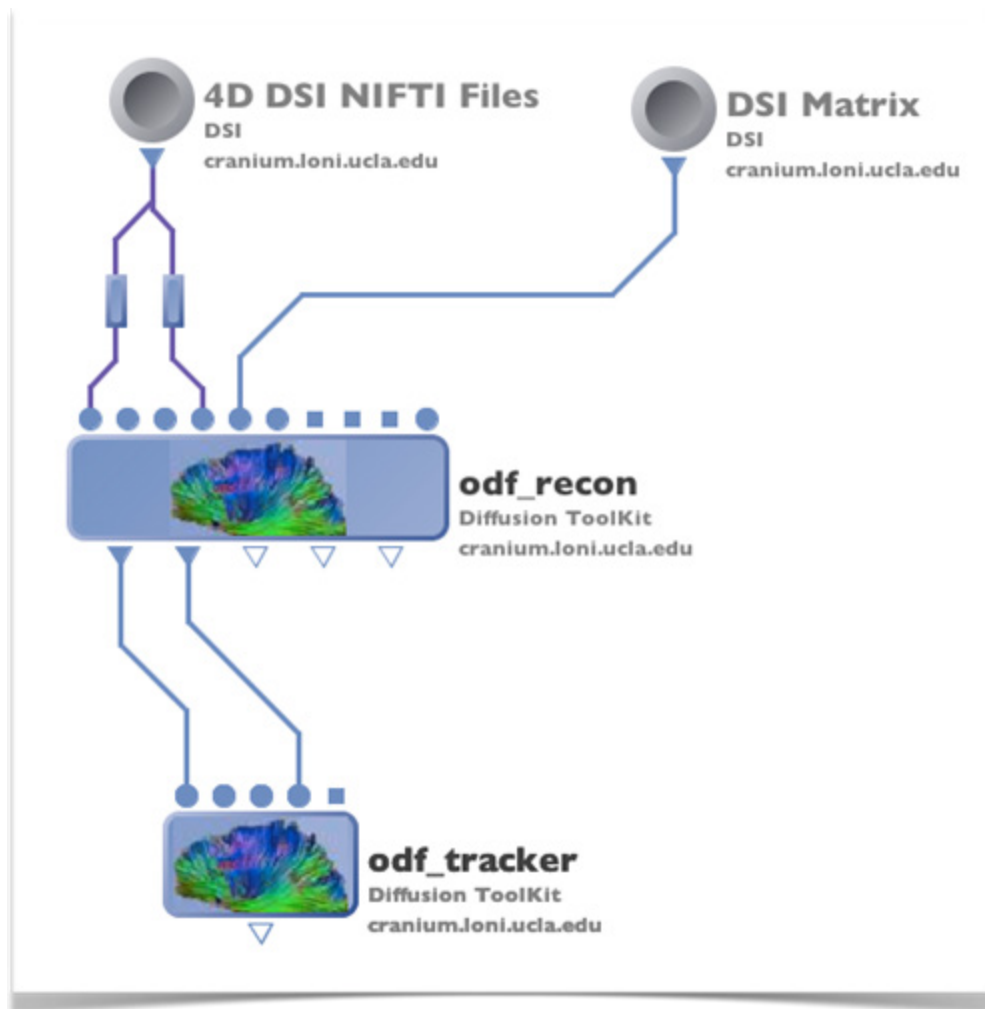 4D DSI NIFTI Files
DSI
cranium.loni.ucla.edu
DSI Matrix
DSI
cranium.loni.ucla.edu
odf_recon
Diffusion ToolKit
cranium.loni.ucla.edu
odf_tracker
Diffusion ToolKit
cranium.loni.ucla.edu